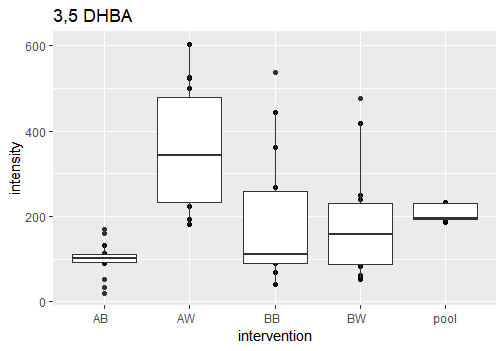 3,5 DHBA
600
400
200
0
intensity
AB AW BB BW pool
intervention